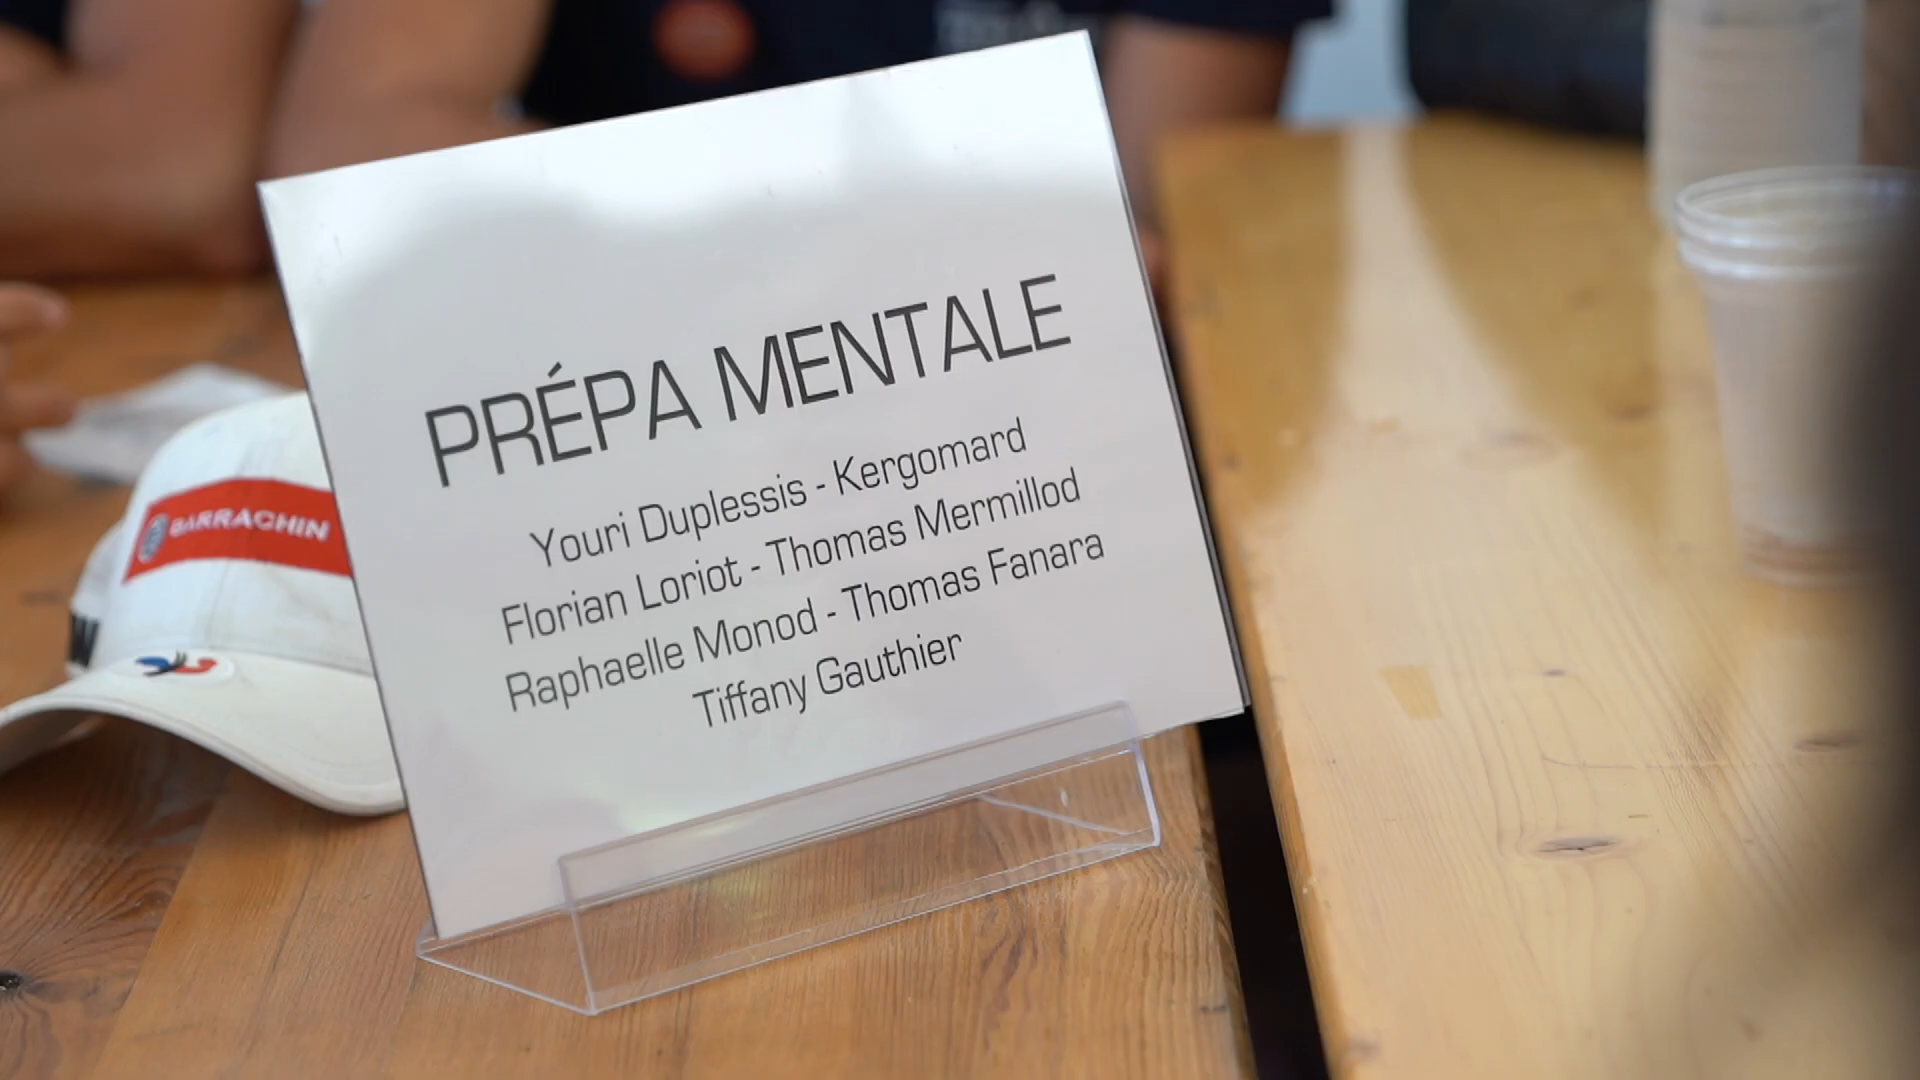 PRÉPA MENTALE
Youri Duplessis - Kergomard
Florian Loriot - Thomas Mermillod
Raphaelle Monod - Thomas Fanara
Tiffany Gauthier
BARRACHIN